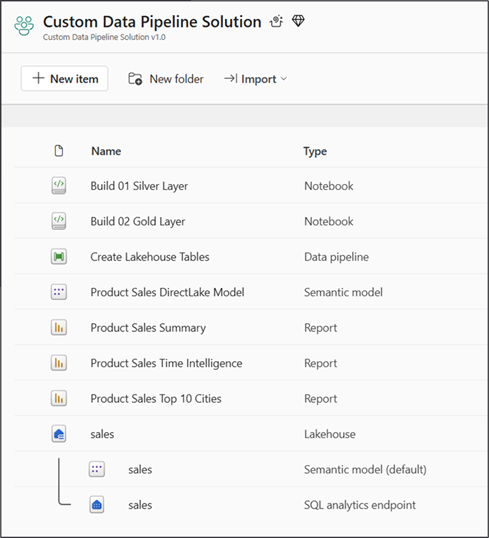 Custom Data Pipeline Solution
Custom Data Pipeline Solution v1.0
New item New folder Import
Name Type
Build 01 Silver Layer Notebook
Build 02 Gold Layer Notebook
Create Lakehouse Tables Data pipeline
Product Sales DirectLake Model Semantic model
Product Sales Summary Report
Product Sales Time Intelligence Report
Product Sales Top 10 Cities Report
sales Lakehouse
sales Semantic model (default)
sales SQL analytics endpoint